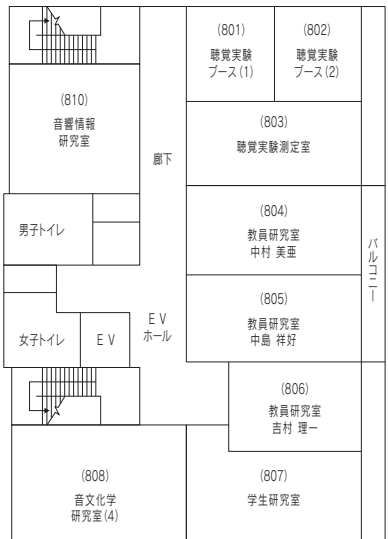 (801)
聴覚実験
ブース(1)
(802)
聴覚実験
ブース(2)
(810)
音響情報
研究室
(803)
聴覚実験測定室
廊下
(804)
教員研究室
中村 美亜
男子トイレ
バルコニー
(805)
教員研究室
中島 祥好
EV
ホール
女子トイレ
EV
(806)
教員研究室
吉村 理一
(808)
音文化学
研究室(4)
(807)
学生研究室